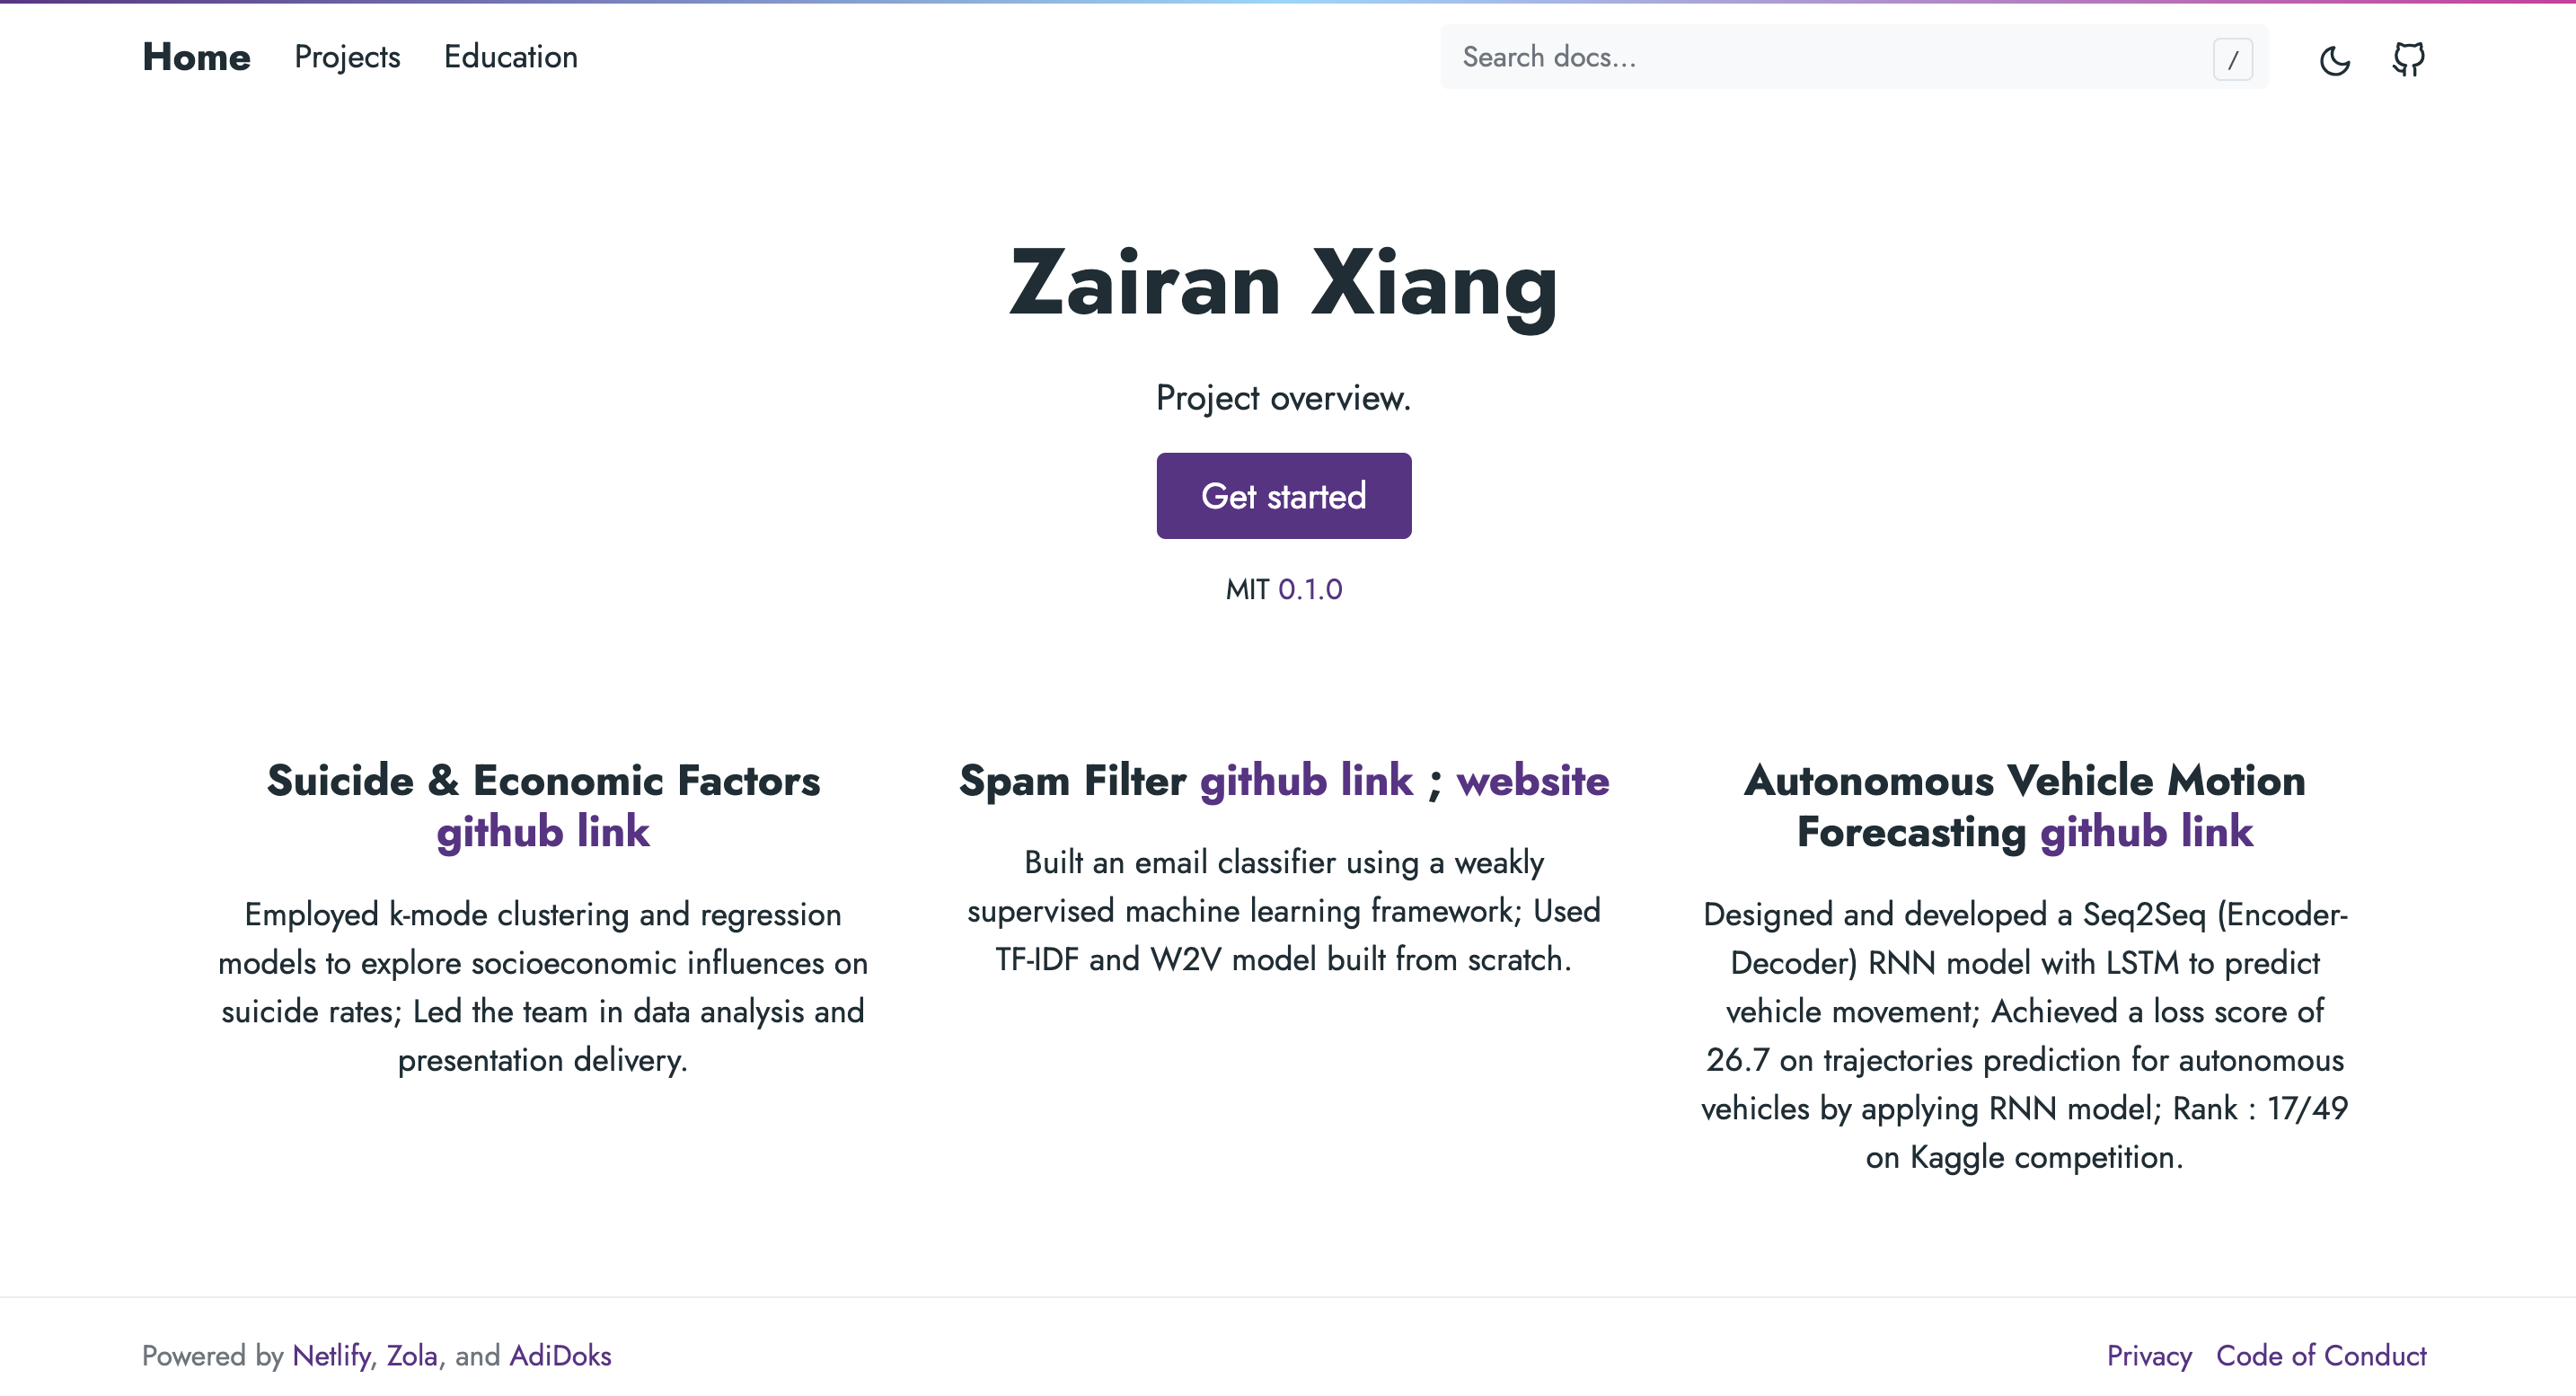 Home Projects Education Search docs... /
Zairan Xiang
Project overview.
Get started
MIT 0.1.0
Suicide & Economic Factors
github link
Employed k-mode clustering and regression
models to explore socioeconomic influences on
suicide rates; Led the team in data analysis and
presentation delivery.
Spam Filter github link ; website
Built an email classifier using a weakly
supervised machine learning framework; Used
TF-IDF and W2V model built from scratch.
Autonomous Vehicle Motion
Forecasting github link
Designed and developed a Seq2Seq (Encoder-
Decoder) RNN model with LSTM to predict
vehicle movement; Achieved a loss score of
26.7 on trajectories prediction for autonomous
vehicles by applying RNN model; Rank : 17/49
on Kaggle competition.
Powered by Netlify, Zola, and AdiDoks
Privacy Code of Conduct